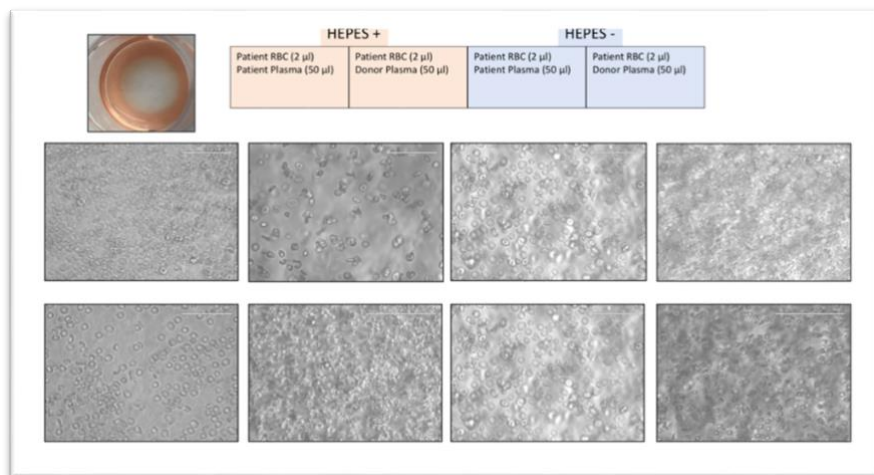 HEPES +
HEPES -
Patient RBC (2 µl)
Patient Plasma (50 µl)
Patient RBC (2 µl)
Donor Plasma (50 µl)
Patient RBC (2 µl)
Patient Plasma (50 µl)
Patient RBC (2 µl)
Donor Plasma (50 µl)